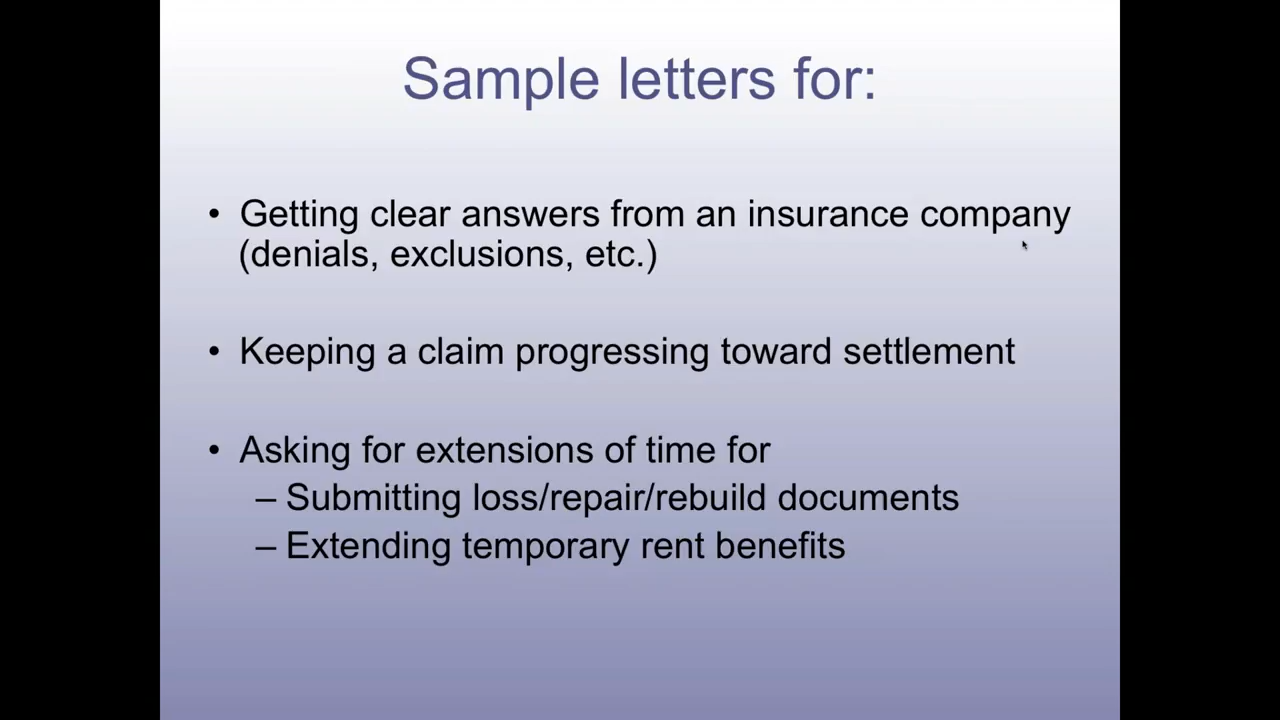 Sample letters for:
• Getting clear answers from an insurance company
(denials, exclusions, etc.)
• Keeping a claim progressing toward settlement
• Asking for extensions of time for
– Submitting loss/repair/rebuild documents
– Extending temporary rent benefits